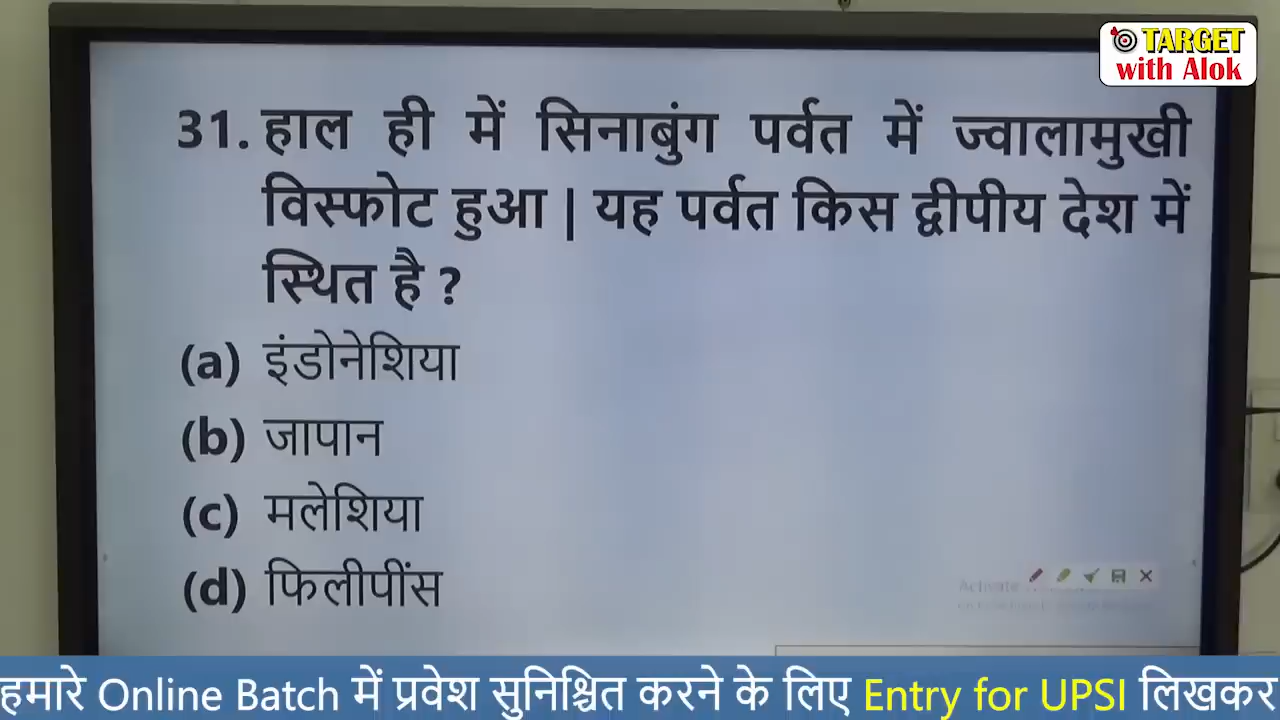 TARGET
with Alok
31. हाल ही में सिनाबुंग पर्वत में ज्वालामुखी
विस्फोट हुआ | यह पर्वत किस द्वीपीय देश में
स्थित है ?
(a) इंडोनेशिया
(b) जापान
(c) मलेशिया
(d) फिलीपींस
Activate
हमारे Online Batch में प्रवेश सुनिश्चित करने के लिए Entry for UPSI लिखकर